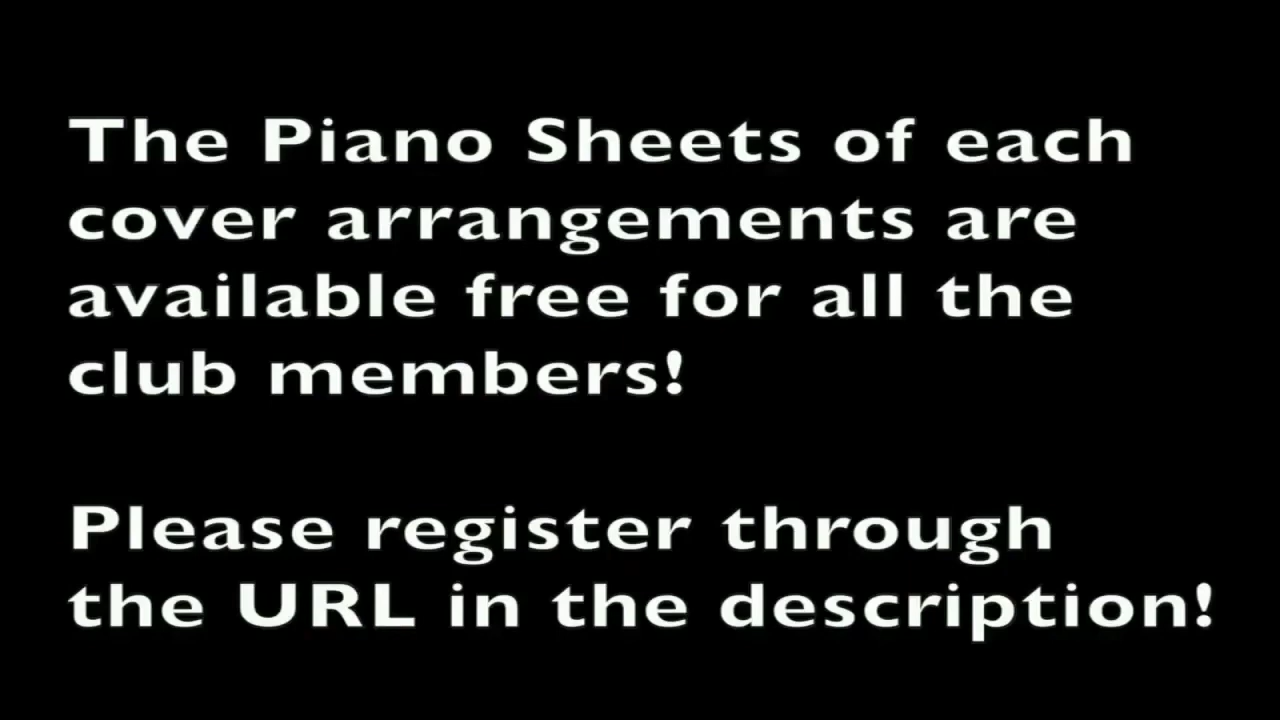 The Piano Sheets of each
cover arrangements are
available free for all the
club members!
Please register through
the URL in the description!